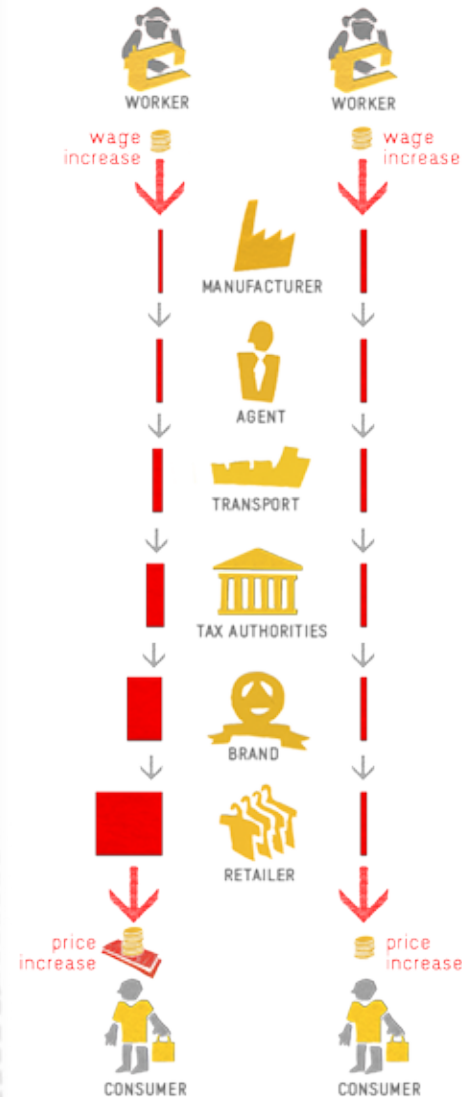 WORKER
WORKER
wage
increase
wage
increase
MANUFACTURER
AGENT
TRANSPORT
TAX AUTHORITIES
BRAND
RETAILER
price
increase
price
increase
CONSUMER
CONSUMER